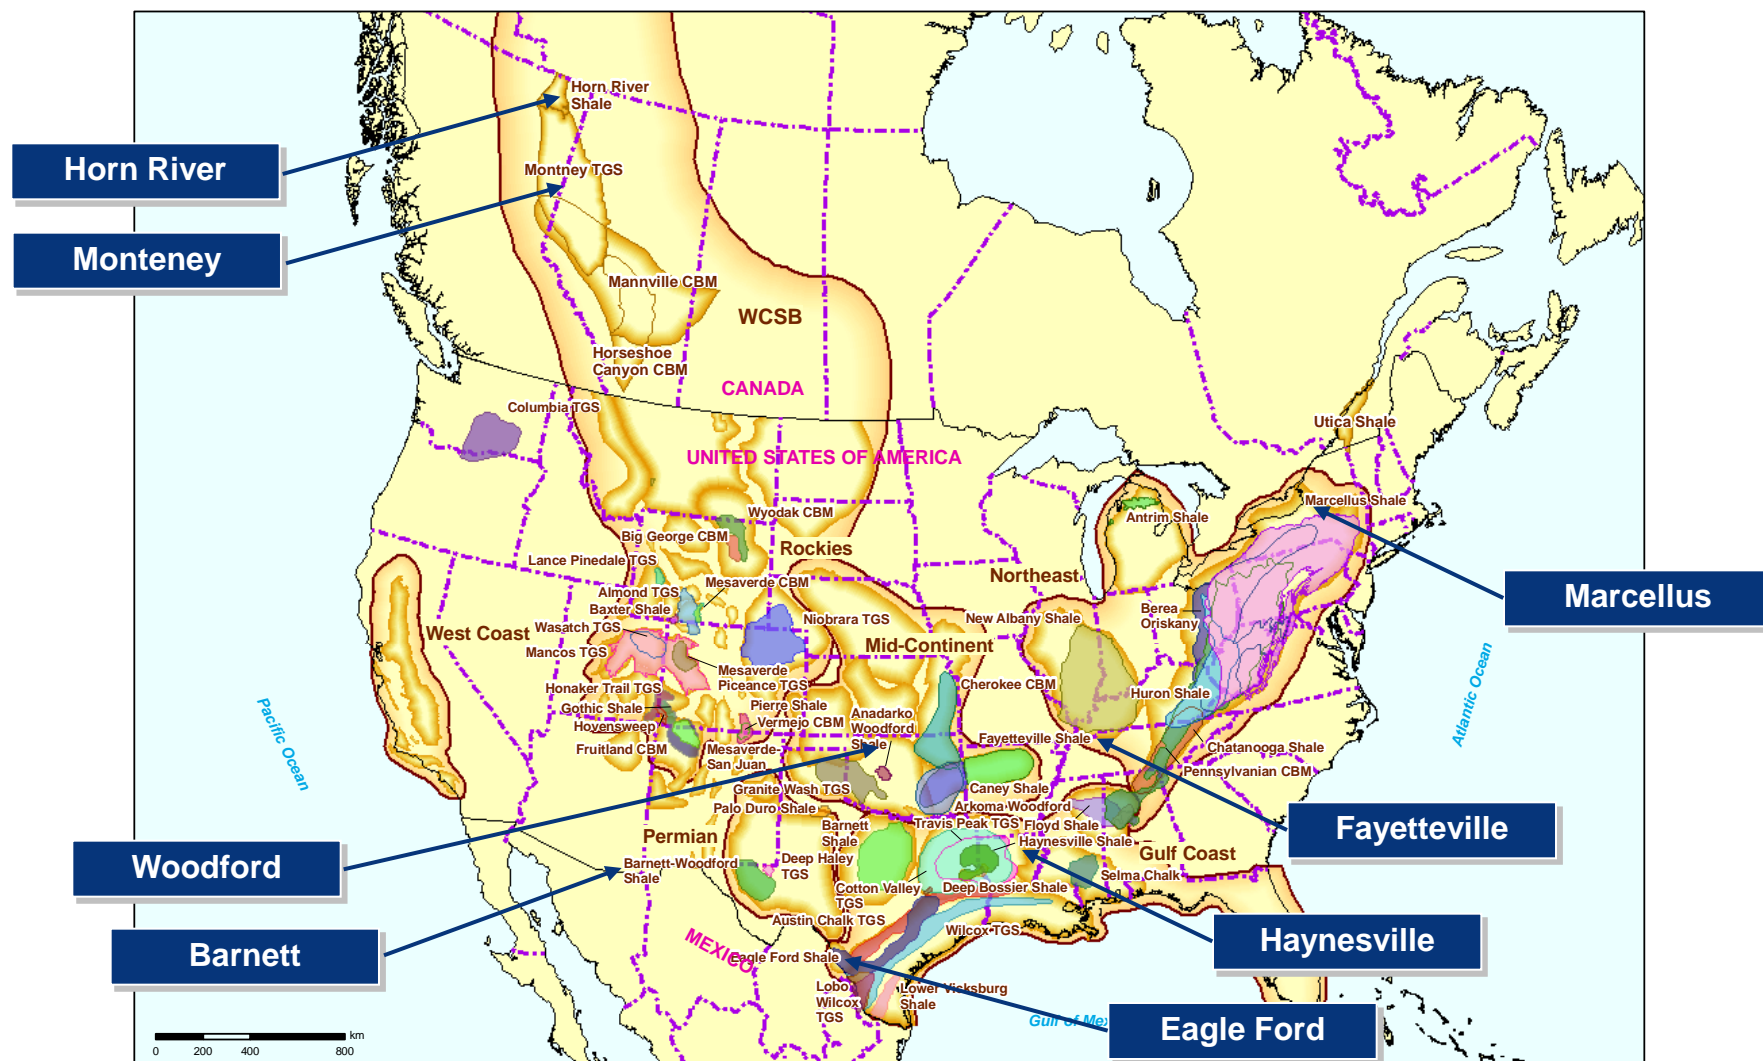 Horn River
Shale
Horn River
Montney TGS
Monteney
Mannville CBM
WCSB
Horseshoe
Canyon CBM
CANADA
Columbia TGS
Utica Shale
UNITED STATES OF AMERICA
Marcellus Shale
Wyodak CBM
Antrim Shale
Big George CBM
Rockies
Lance Pinedale TGS
Northeast
Mesaverde CBM
Almond TGS
Marcellus
Baxter Shale
Berea
Oriskany
Niobrara TGS
New Albany Shale
Wasatch TGS
West Coast
Mid-Continent
Mancos TGS
Mesaverde
Piceance TGS
Cherokee CBM
Honaker Trail TGS
Huron Shale
Pierre Shale
Gothic Shale
Anadarko
Woodford
Shale
Vermejo CBM
Hovensweep
Fayetteville Shale
Pacific Ocean
Atlantic Ocean
Fruitland CBM
Mesaverde-
San Juan
Chatanooga Shale
Pennsylvanian CBM
Granite Wash TGS
Caney Shale
Palo Duro Shale
Arkoma Woodford
Barnett
Shale
Travis Peak TGS
Floyd Shale
Fayetteville
Permian
Haynesville Shale
Gulf Coast
Woodford
Barnett-Woodford
Shale
Deep Haley
TGS
Selma Chalk
Cotton Valley
TGS
Deep Bossier Shale
Austin Chalk TGS
Wilcox TGS
Haynesville
Barnett
MEXICO
Eagle Ford Shale
Lobo
Wilcox
TGS
Lower Vicksburg
Shale
Gulf of Mex
Eagle Ford
km
0 200 400 800